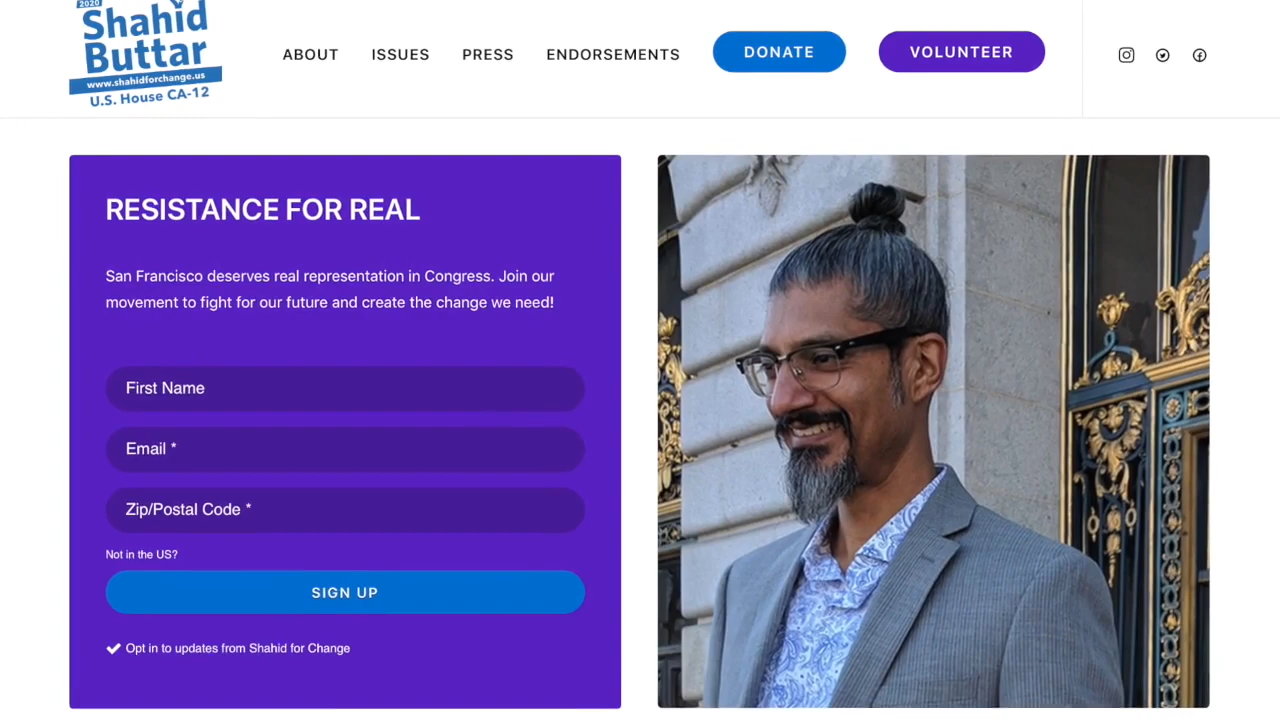 2020
Shahid
Buttar
www.shahidforchange.us
U.S. House CA-12
ABOUT
ISSUES
PRESS
ENDORSEMENTS
DONATE
VOLUNTEER
RESISTANCE FOR REAL
San Francisco deserves real representation in Congress. Join our
movement to fight for our future and create the change we need!
First Name
Email *
Zip/Postal Code *
Not in the US?
SIGN UP
Opt in to updates from Shahid for Change